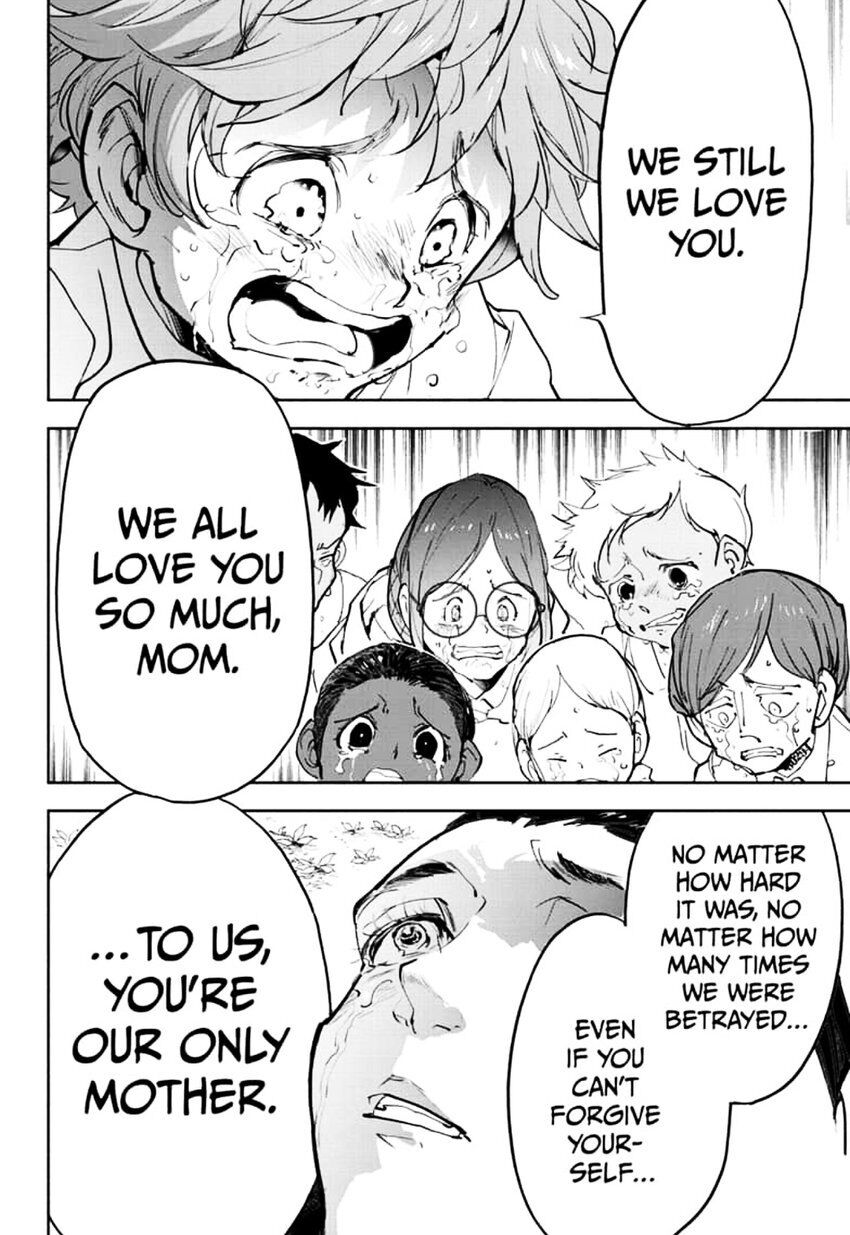 WE STILL
WE LOVE
YOU.
WE ALL
LOVE YOU
SO MUCH,
MOM.
NO MATTER
HOW HARD
IT WAS, NO
MATTER HOW
MANY TIMES
WE WERE
BETRAYED...
EVEN
IF YOU
CAN'T
FORGIVE
YOUR-
SELF...
...TO US,
YOU'RE
OUR ONLY
MOTHER.